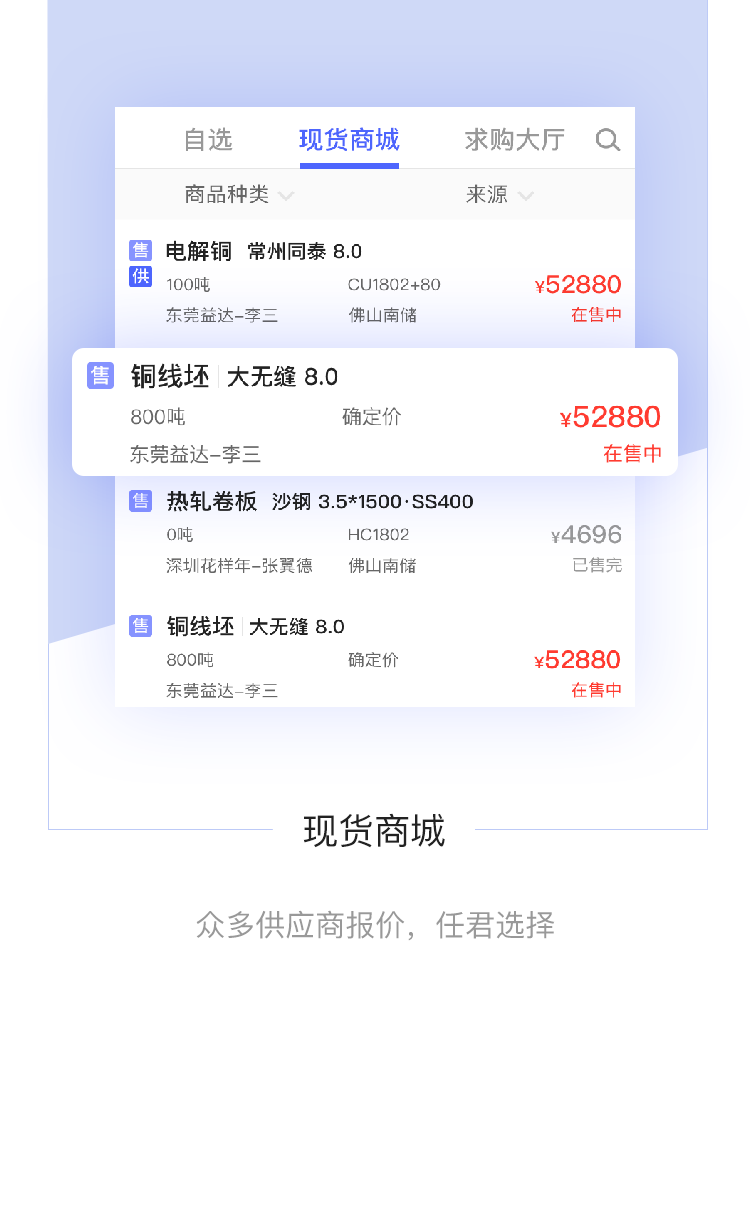 自选 现货商城 求购大厅
商品种类 来源
售 电解铜 常州同泰 8.0
供 100吨 CU1802+80 ¥52880
东莞益达-李三 佛山南储 在售中
售 铜线坯 大无缝 8.0
800吨 确定价 ¥52880
东莞益达-李三 在售中
售 热轧卷板 沙钢 3.5*1500·SS400
0吨 HC1802 ¥4696
深圳花样年-张翼德 佛山南储 已售完
售 铜线坯 大无缝 8.0
800吨 确定价 ¥52880
东莞益达-李三 在售中
现货商城
众多供应商报价，任君选择